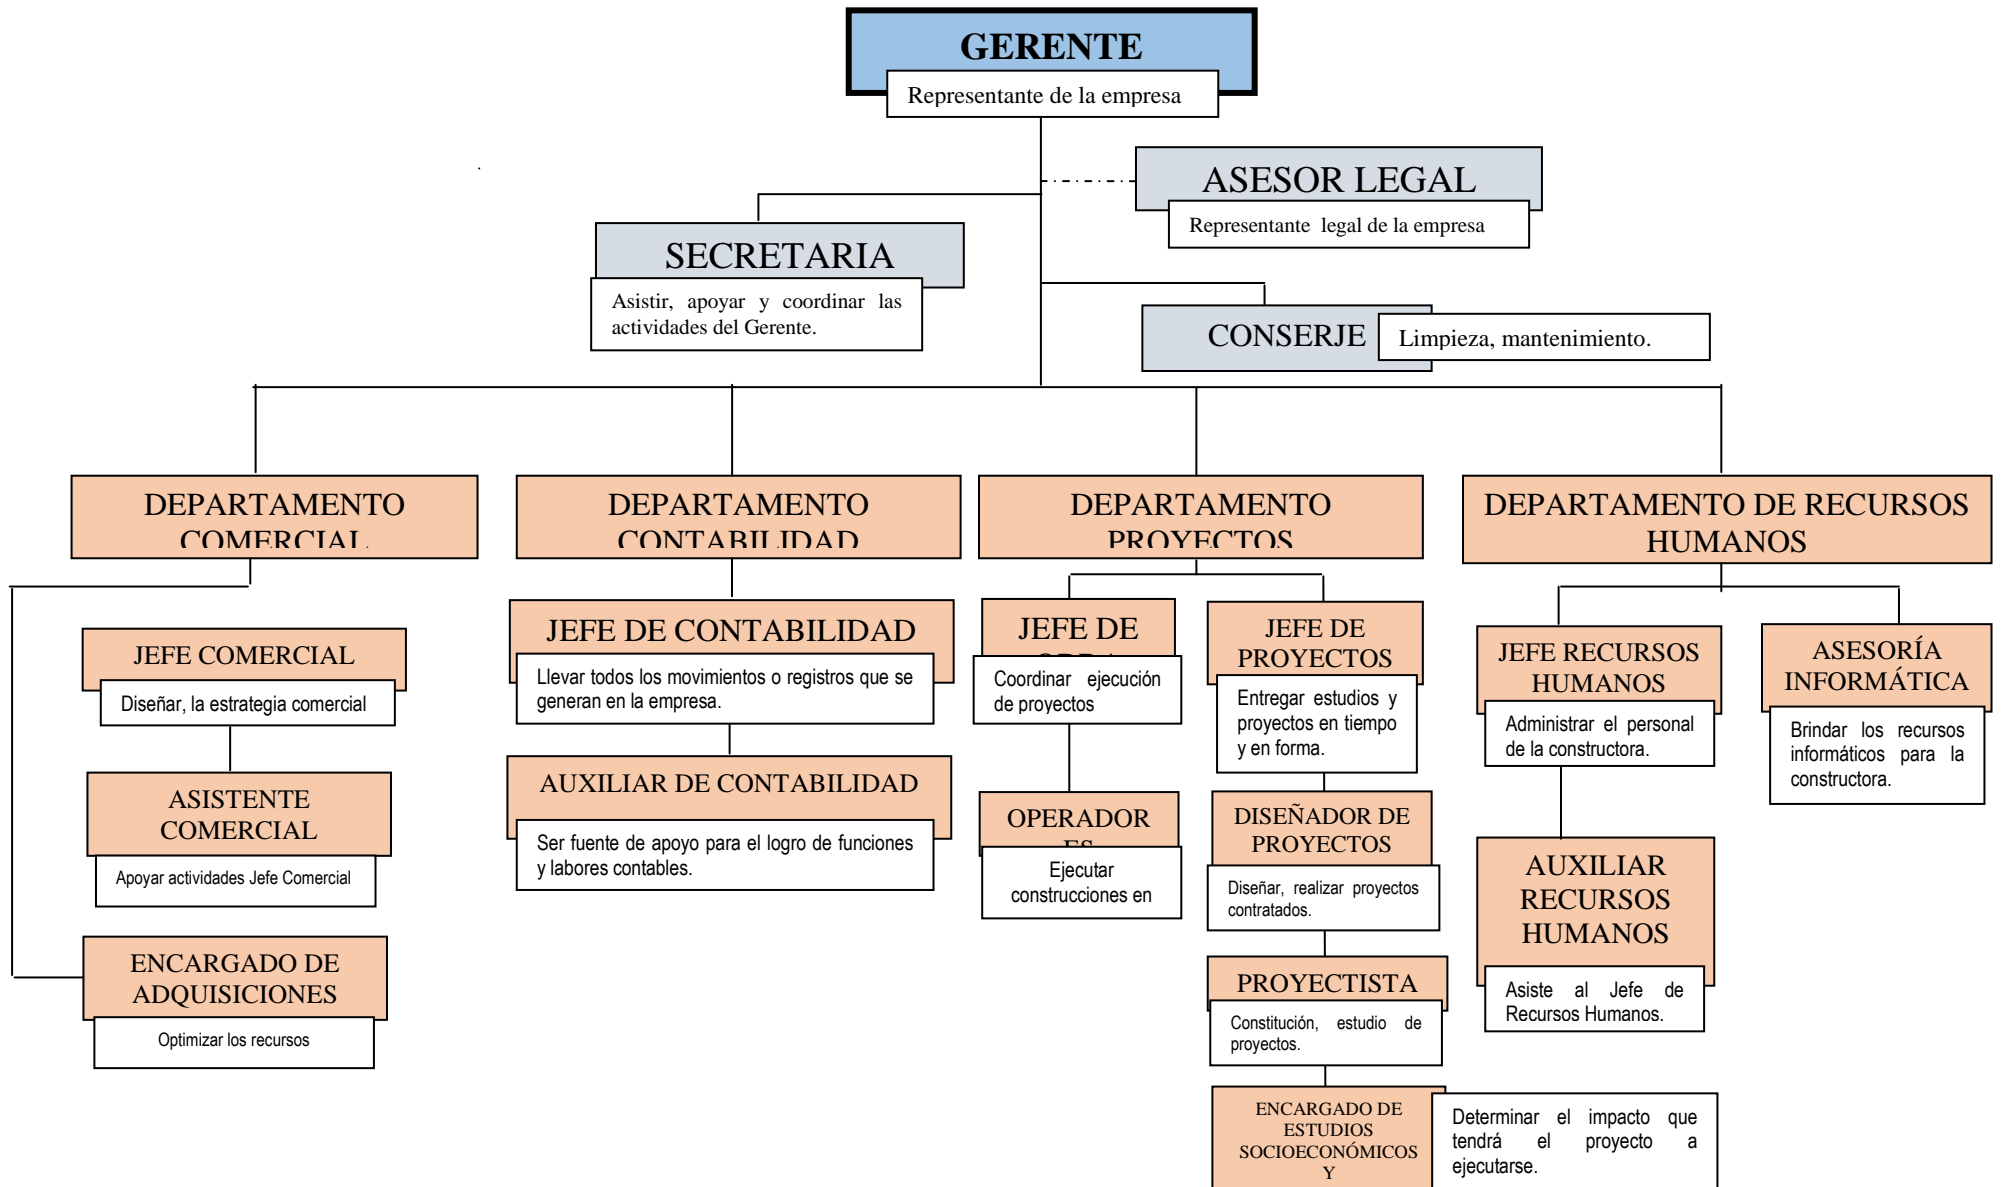 GERENTE
Representante de la empresa
ASESOR LEGAL
Representante legal de la empresa
SECRETARIA
Asistir, apoyar y coordinar las
actividades del Gerente.
CONSERJE
Limpieza, mantenimiento.
DEPARTAMENTO
COMERCIAL
DEPARTAMENTO
CONTABILIDAD
DEPARTAMENTO
PROYECTOS
DEPARTAMENTO DE RECURSOS
HUMANOS
JEFE COMERCIAL
Diseñar, la estrategia comercial
ASISTENTE
COMERCIAL
Apoyar actividades Jefe Comercial
ENCARGADO DE
ADQUISICIONES
Optimizar los recursos
JEFE DE CONTABILIDAD
Llevar todos los movimientos o registros que se
generan en la empresa.
AUXILIAR DE CONTABILIDAD
Ser fuente de apoyo para el logro de funciones
y labores contables.
JEFE DE
Coordinar ejecución
de proyectos
OPERADOR
ES
Ejecutar
construcciones en
JEFE DE
PROYECTOS
Entregar estudios y
proyectos en tiempo
y en forma.
DISEÑADOR DE
PROYECTOS
Diseñar, realizar proyectos
contratados.
PROYECTISTA
Constitución, estudio de
proyectos.
ENCARGADO DE
ESTUDIOS
SOCIOECONÓMICOS
Y
Determinar el impacto que
tendrá el proyecto a
ejecutarse.
JEFE RECURSOS
HUMANOS
Administrar el personal
de la constructora.
AUXILIAR
RECURSOS
HUMANOS
Asiste al Jefe de
Recursos Humanos.
ASESORÍA
INFORMÁTICA
Brindar los recursos
informáticos para la
constructora.